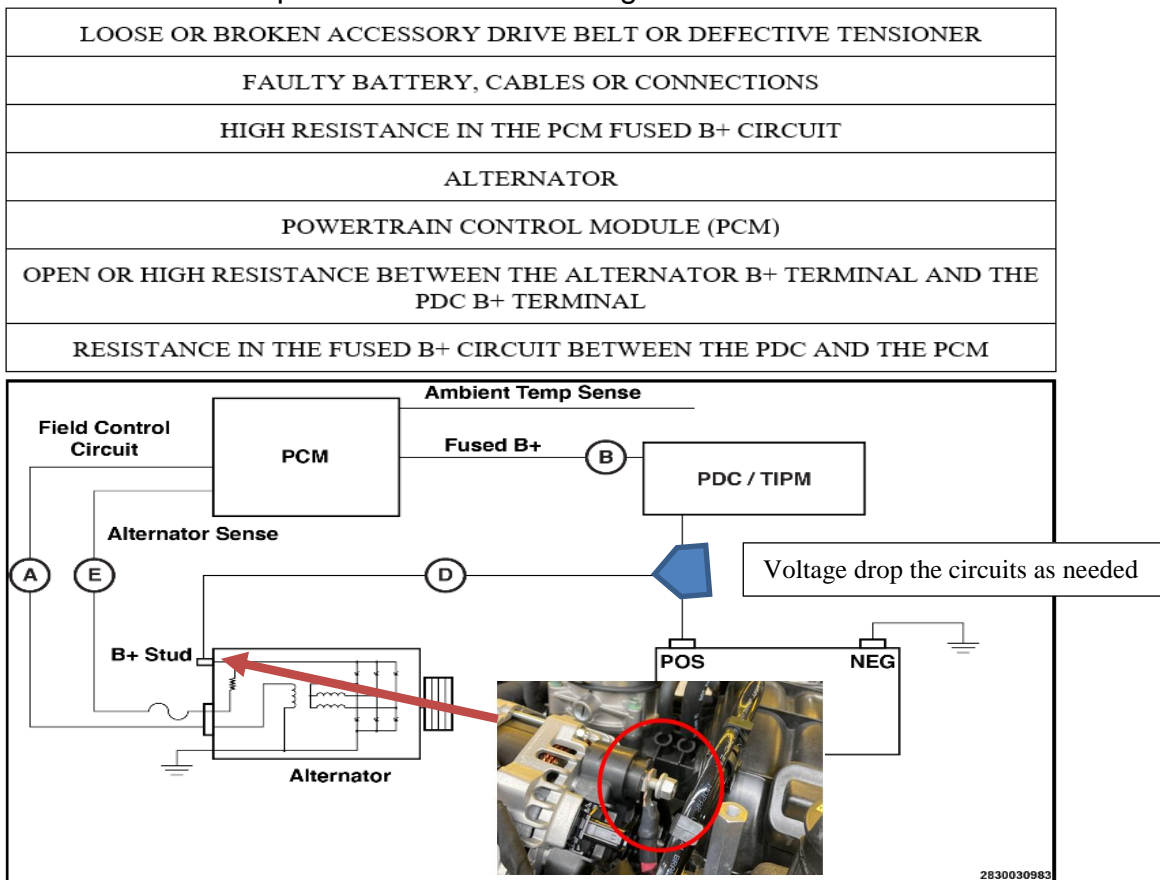 LOOSE OR BROKEN ACCESSORY DRIVE BELT OR DEFECTIVE TENSIONER
FAULTY BATTERY, CABLES OR CONNECTIONS
HIGH RESISTANCE IN THE PCM FUSED B+ CIRCUIT
ALTERNATOR
POWERTRAIN CONTROL MODULE (PCM)
OPEN OR HIGH RESISTANCE BETWEEN THE ALTERNATOR B+ TERMINAL AND THE
PDC B+ TERMINAL
RESISTANCE IN THE FUSED B+ CIRCUIT BETWEEN THE PDC AND THE PCM
Ambient Temp Sense
Field Control
Circuit
PCM
Fused B+
B
PDC / TIPM
Alternator Sense
A
E
D
Voltage drop the circuits as needed
B+ Stud
POS
NEG
Alternator
2830030983